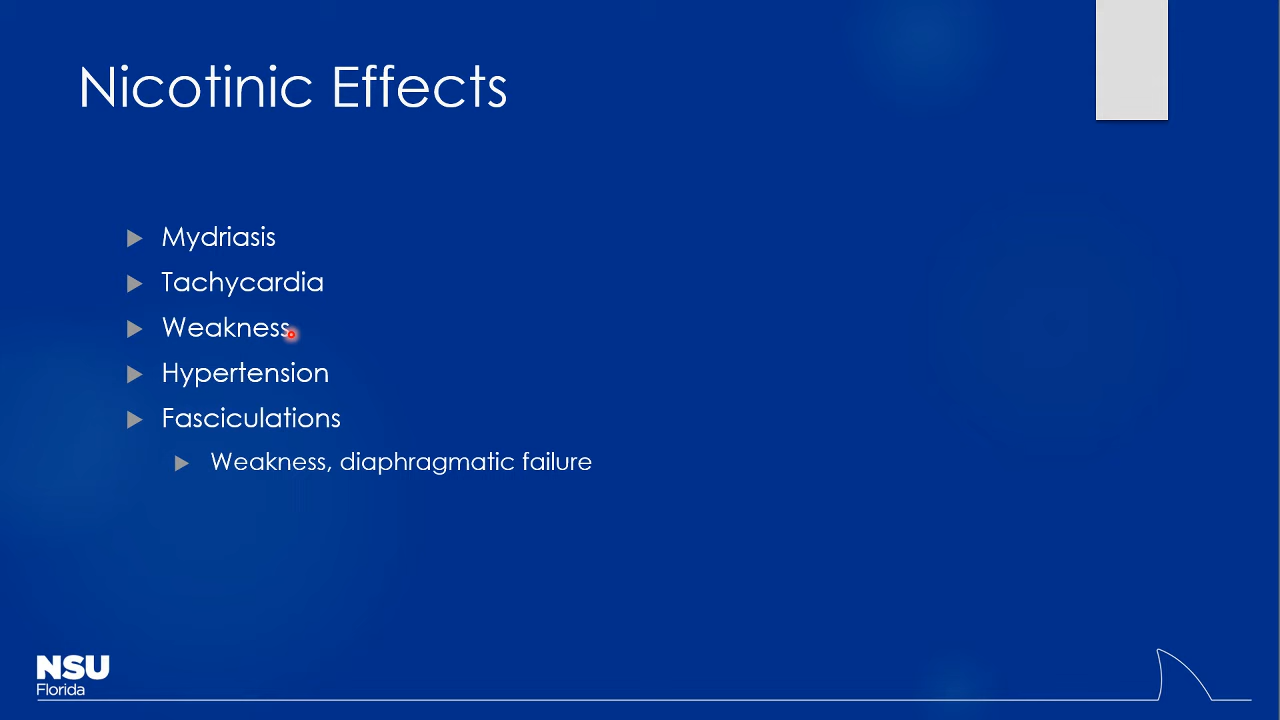 Nicotinic Effects
Mydriasis
Tachycardia
Weakness
Hypertension
Fasciculations
Weakness, diaphragmatic failure
NSU
Florida